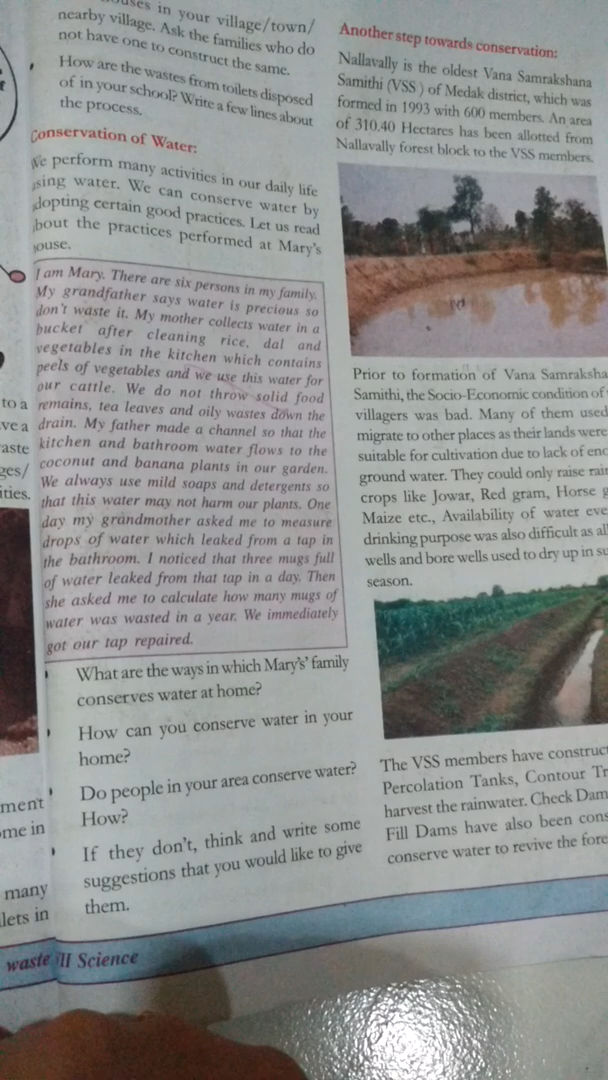 in your village/town/
nearby village. Ask the families who do
not have one to construct the same.
How are the wastes from toilets disposed
of in your school? Write a few lines about
the process.
Conservation of Water:
We perform many activities in our daily life
using water. We can conserve water by
adopting certain good practices. Let us read
about the practices performed at Mary's
house.
I am Mary. There are six persons in my family.
My grandfather says water is precious so
don't waste it. My mother collects water in a
bucket after cleaning rice, dal and
vegetables in the kitchen which contains
peels of vegetables and we use this water for
our cattle. We do not throw solid food
remains, tea leaves and oily wastes down the
drain. My father made a channel so that the
kitchen and bathroom water flows to the
coconut and banana plants in our garden.
We always use mild soaps and detergents so
that this water may not harm our plants. One
day my grandmother asked me to measure
drops of water which leaked from a tap in
the bathroom. I noticed that three mugs full
of water leaked from that tap in a day. Then
she asked me to calculate how many mugs of
water was wasted in a year. We immediately
got our tap repaired.
What are the ways in which Mary's' family
conserves water at home?
How can you conserve water in your
home?
Do people in your area conserve water?
How?
If they don't, think and write some
suggestions that you would like to give
them.
Another step towards conservation:
Nallavally is the oldest Vana Samrakshana
Samithi (VSS ) of Medak district, which was
formed in 1993 with 600 members. An area
of 310.40 Hectares has been allotted from
Nallavally forest block to the VSS members.
Prior to formation of Vana Samraksha
Samithi, the Socio-Economic condition of
villagers was bad. Many of them used
migrate to other places as their lands were
suitable for cultivation due to lack of
ground water. They could only raise
crops like Jowar, Red gram, Horse
Maize etc., Availability of water
drinking purpose was also difficult as
wells and bore wells used to dry up in
season.
The VSS members have construct
Percolation Tanks, Contour
harvest the rainwater. Check Dam
Fill Dams have also been
conserve water to revive the
to a
ve a
aste
ges/
ities.
ment
ome in
many
lets in
waste
II Science